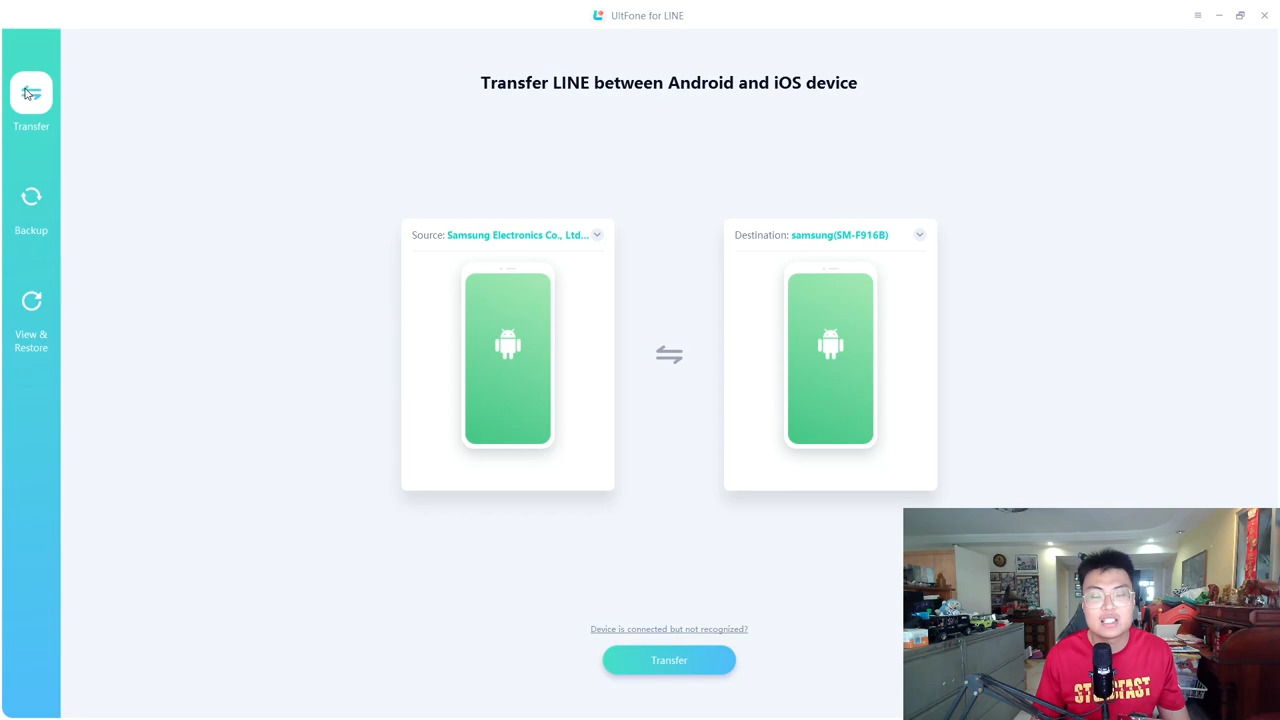 UltFone for LINE
Transfer LINE between Android and iOS device
Transfer
Backup
View &
Restore
Source: Samsung Electronics Co., Ltd...
Destination: samsung(SM-F916B)
Device is connected but not recognized?
Transfer